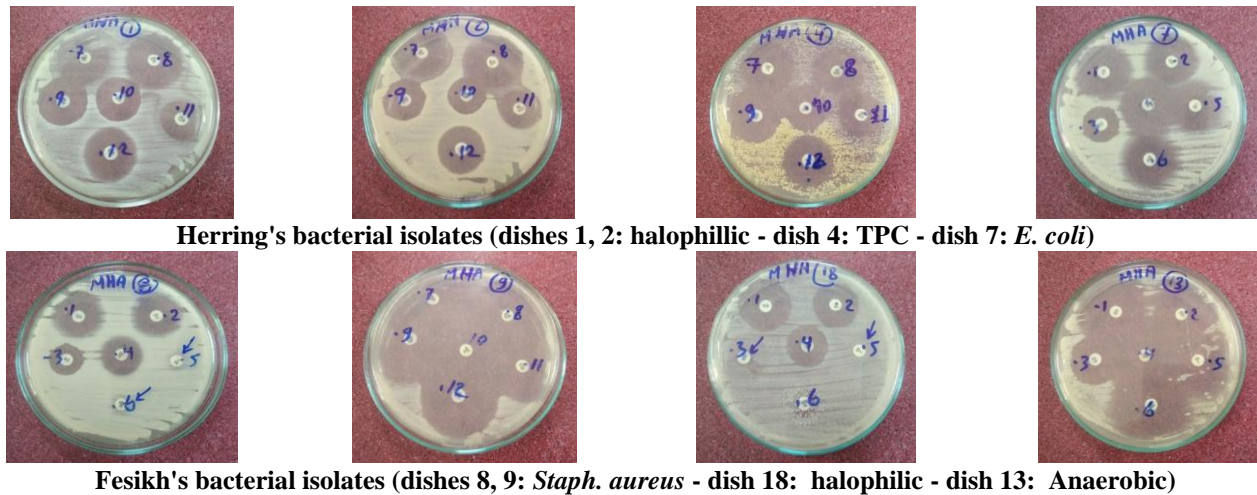 MHA 1
7 8
9 10 11
12
MHA 2
7 8
9 10 11
12
MHA 4
7 8
9 10 11
12
MHA 7
1 2
3 4 5
6
Herring's bacterial isolates (dishes 1, 2: halophillic - dish 4: TPC - dish 7: E. coli)
MHA 8
1 2
3 4 5
6
MHA 9
7 8
9 10 11
12
MHA 18
1 2
3 4 5
6
MHA 13
1 2
3 4 5
6
Fesikh's bacterial isolates (dishes 8, 9: Staph. aureus - dish 18: halophilic - dish 13: Anaerobic)